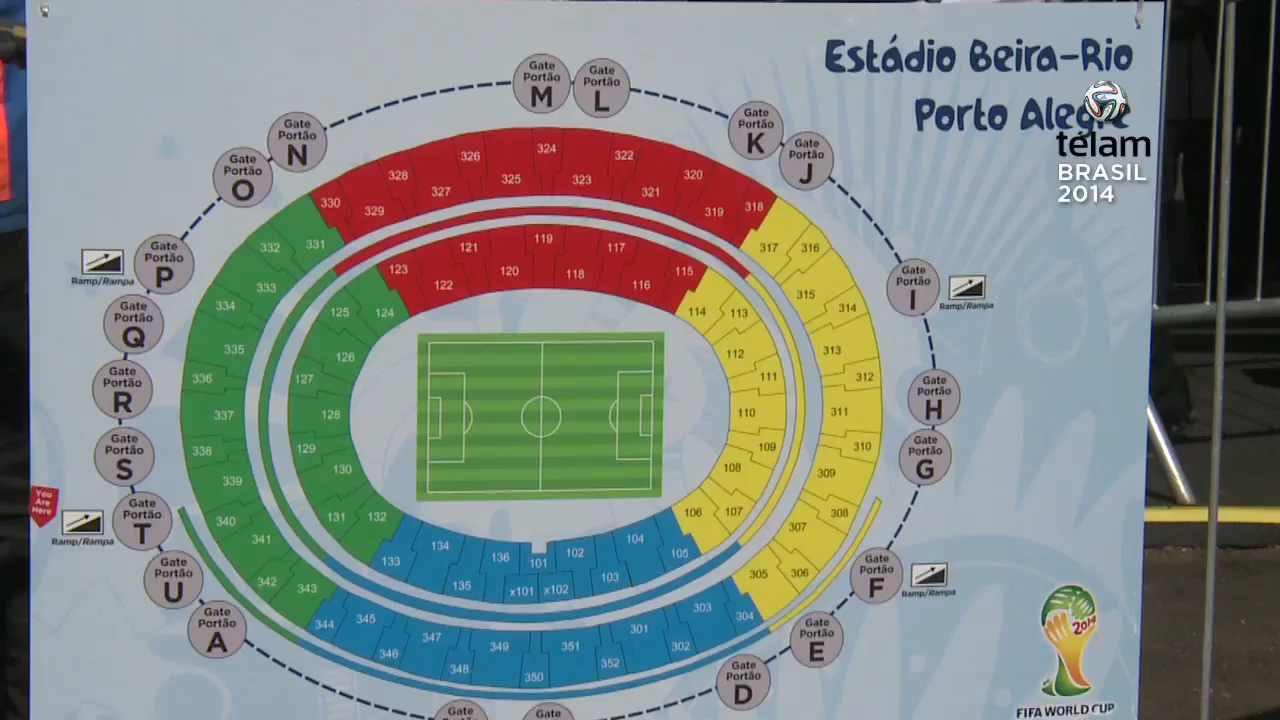 Estádio Beira-Rio
Porto Alegre
télam
BRASIL
2014
Gate
Portão
M
Gate
Portão
L
Gate
Portão
K
Gate
Portão
J
Gate
Portão
N
Gate
Portão
O
Gate
Portão
P
Ramp/Rampa
Gate
Portão
Q
Gate
Portão
R
Gate
Portão
S
Gate
Portão
T
Ramp/Rampa
You
Are
Here
Gate
Portão
U
Gate
Portão
A
Gate
Portão
I
Ramp/Rampa
Gate
Portão
H
Gate
Portão
G
Gate
Portão
F
Ramp/Rampa
Gate
Portão
E
Gate
Portão
D
Gate
Gate
330 329 328 327 326 325 324 323 322 321 320 319 318
123 122 121 120 119 118 117 116 115
317 316 315 314 313 312 311 310 309 308 307 306 305
114 113 112 111 110 109 108 107 106
331 332 333 334 335 336 337 338 339 340 341 342 343
124 125 126 127 128 129 130 131 132
133 134 135 136 101 x101 x102 102 103 104 105
344 345 346 347 348 349 350 351 352 301 302 303 304
2014
FIFA WORLD CUP